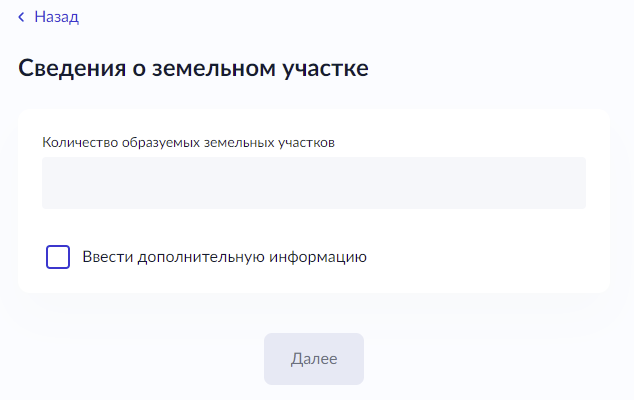 Назад
Сведения о земельном участке
Количество образуемых земельных участков
Ввести дополнительную информацию
Далее